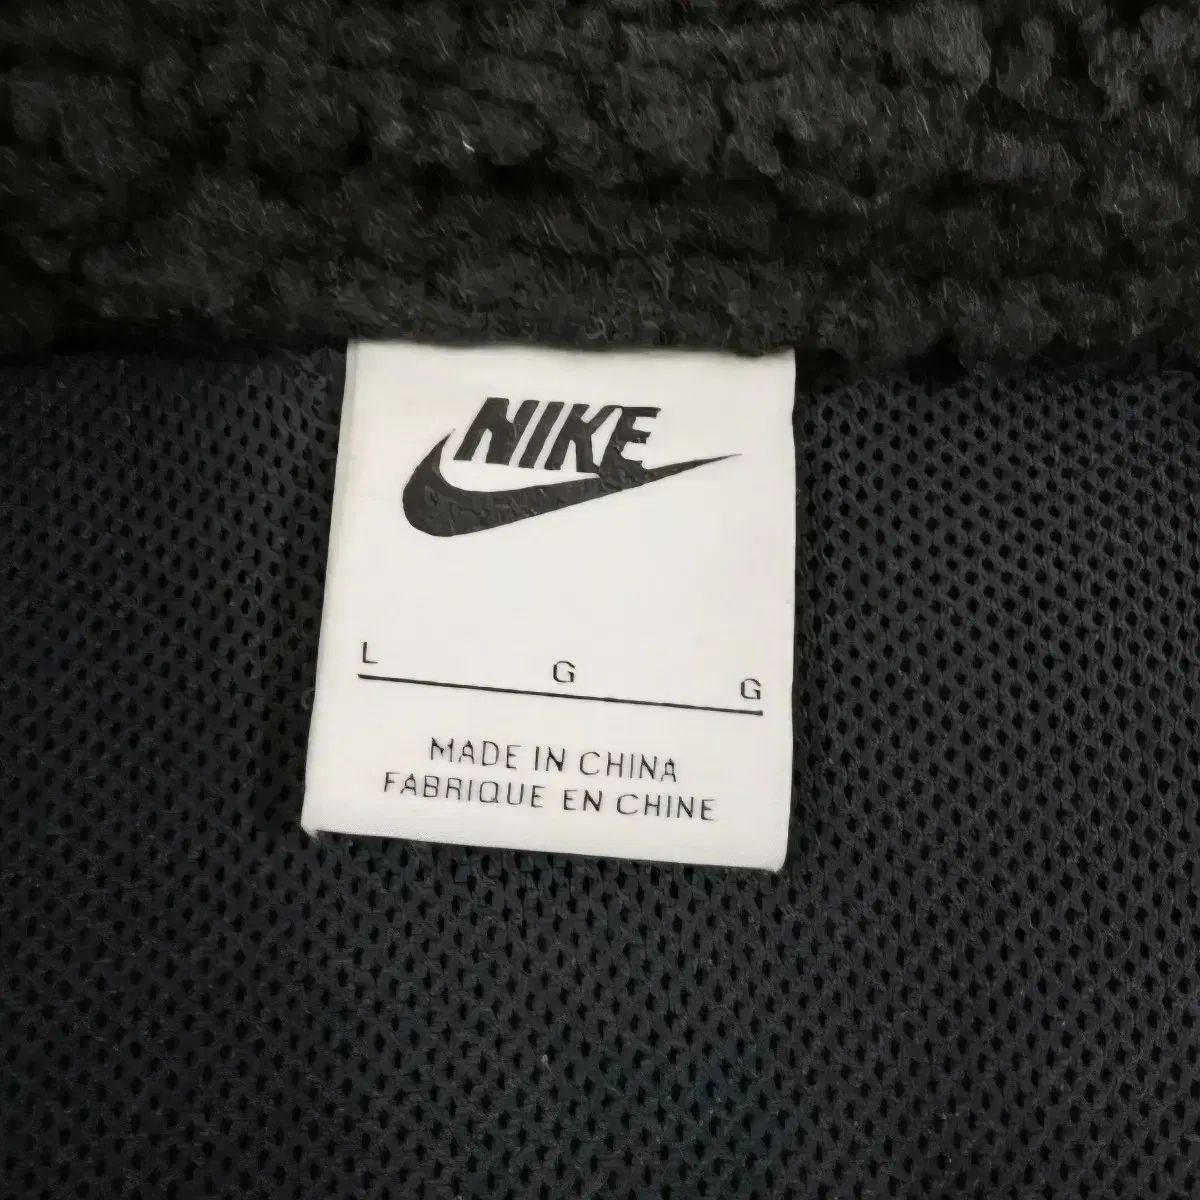 NIKE
L G G
MADE IN CHINA
FABRIQUE EN CHINE